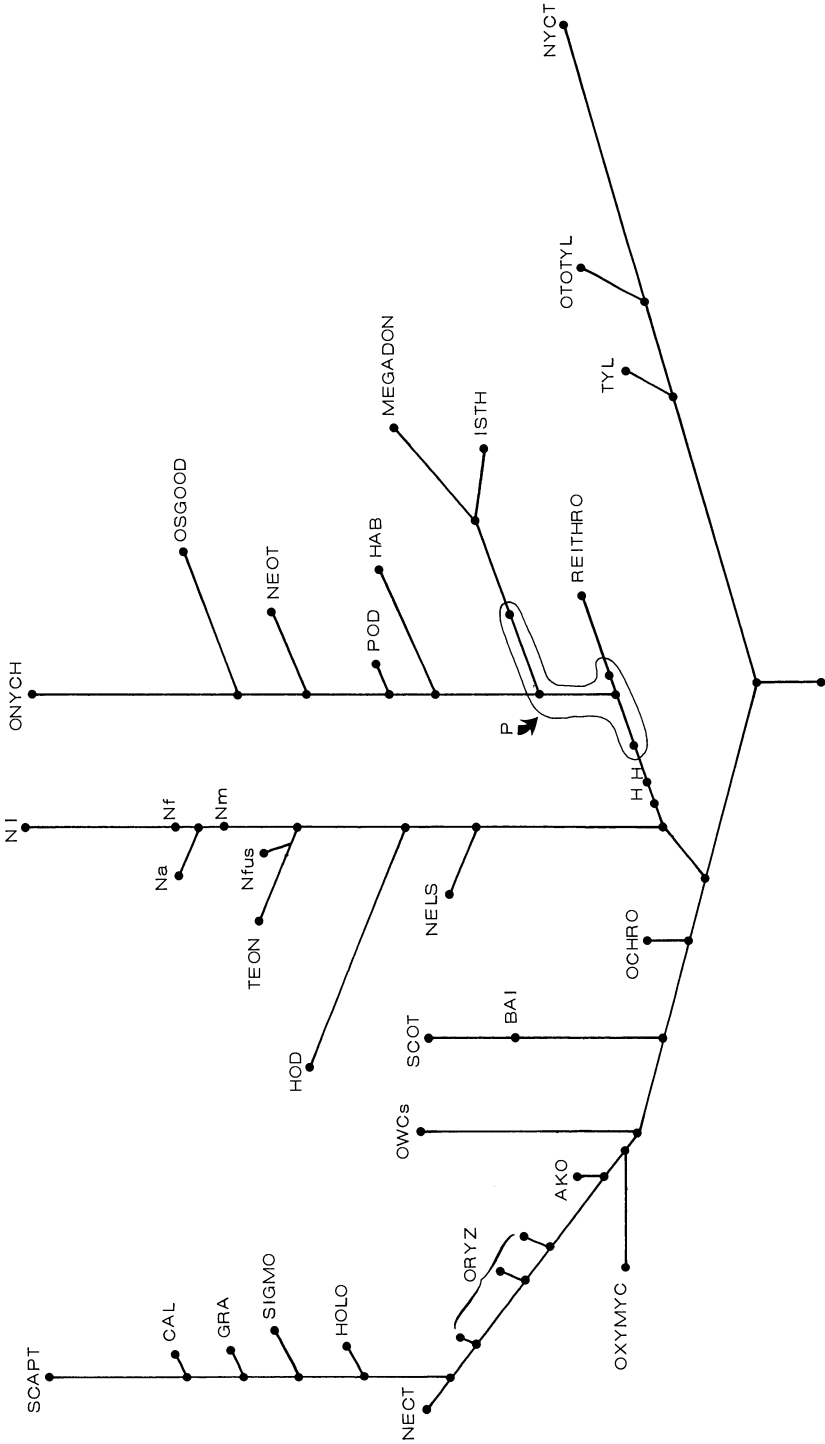 SCAPT
CAL
GRA
SIGMO
HOLO
NECT
ORYZ
OXYMYC
AKO
OWCs
SCOT
BAI
OCHRO
HOD
NELS
TEON
Nfus
Na
Nf
Nm
NI
ONYCH
OSGOOD
NEOT
POD
HAB
P
H
H
MEGADON
ISTH
REITHRO
TYL
OTOTYL
NYCT